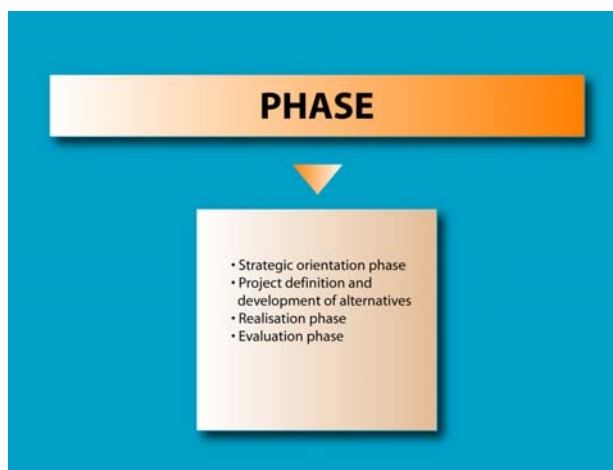 PHASE
• Strategic orientation phase
• Project definition and
development of alternatives
• Realisation phase
• Evaluation phase